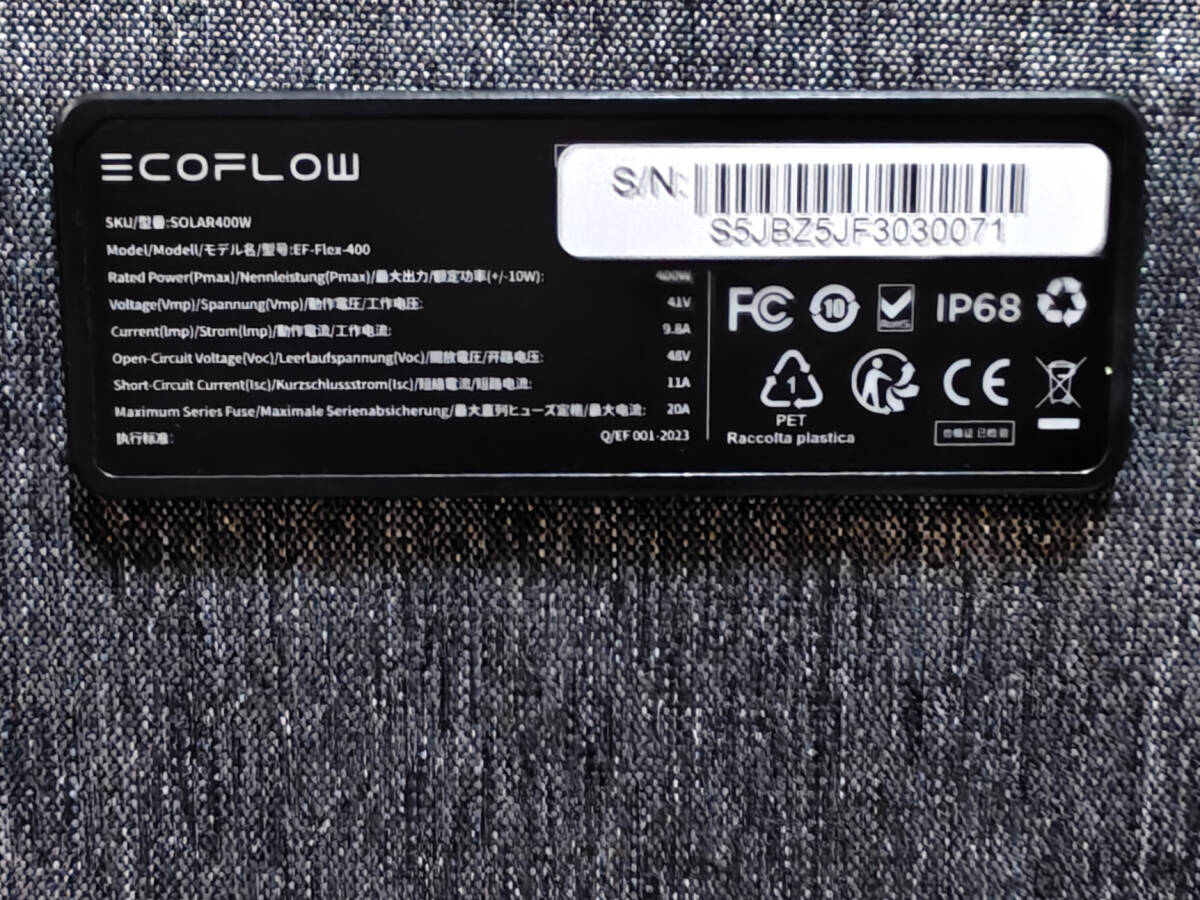 ECOFLOW
S/N:
S5JBZ5JF3030071
SKU/型号:SOLAR400W
Model/Modell/モデル名/型号:EF-Flex-400
Rated Power(Pmax)/Nennleistung(Pmax)/最大出力/额定功率(+/-10W): 400W
Voltage(Vmp)/Spannung(Vmp)/動作電圧/工作电压: 41V
Current(Imp)/Strom(Imp)/動作電流/工作电流: 9.8A
Open-Circuit Voltage(Voc)/Leerlaufspannung(Voc)/開放電圧/开路电压: 48V
Short-Circuit Current(Isc)/Kurzschlussstrom(Isc)/短絡電流/短路电流: 11A
Maximum Series Fuse/Maximale Serienabsicherung/最大直列ヒューズ定格/最大电流: 20A
执行标准: Q/EF 001-2023
FC 10 RoHS IP68
1
PET
Raccolta plastica
CE